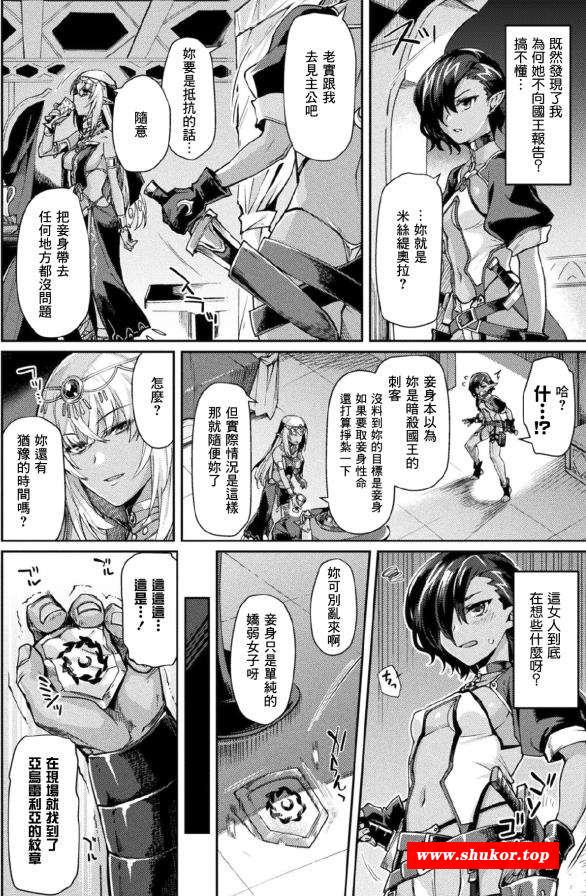 既然發現了我
為何她不向國王報告？
搞不懂…
…妳就是
米絲緹奧拉？
老實跟我
去見主公吧
妳要是抵抗的話…
隨意
把妾身帶去
任何地方都沒問題
哈？
什…!?
妾身本以為
妳是暗殺國王的
刺客
沒料到妳的目標是妾身
如果要取妾身性命
還打算掙紮一下
但實際情況是這樣
那就隨便妳了
怎麼？
妳還有
猶豫的時間嗎？
這女人到底
在想些什麼呀？
妳可別亂來啊
妾身只是單純的
嬌弱女子呀
這這這…
這是…！
在現場就找到了
亞烏雷利亞的紋章
www.shukor.top